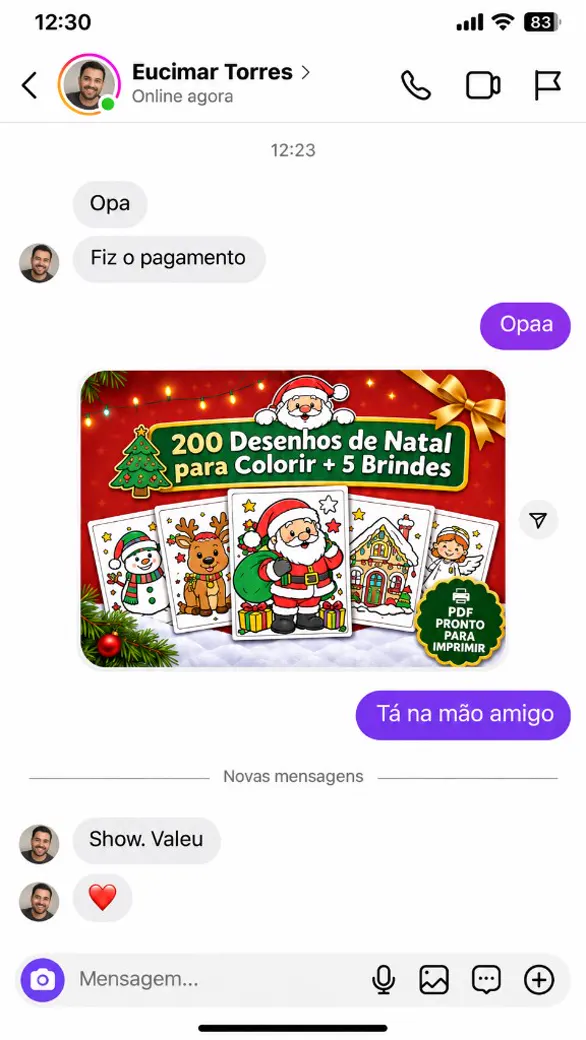 12:30
83
Eucimar Torres
Online agora
12:23
Opa
Fiz o pagamento
Opaa
200 Desenhos de Natal
para Colorir + 5 Brindes
PDF
PRONTO
PARA
IMPRIMIR
Tá na mão amigo
Novas mensagens
Show. Valeu
Mensagem...